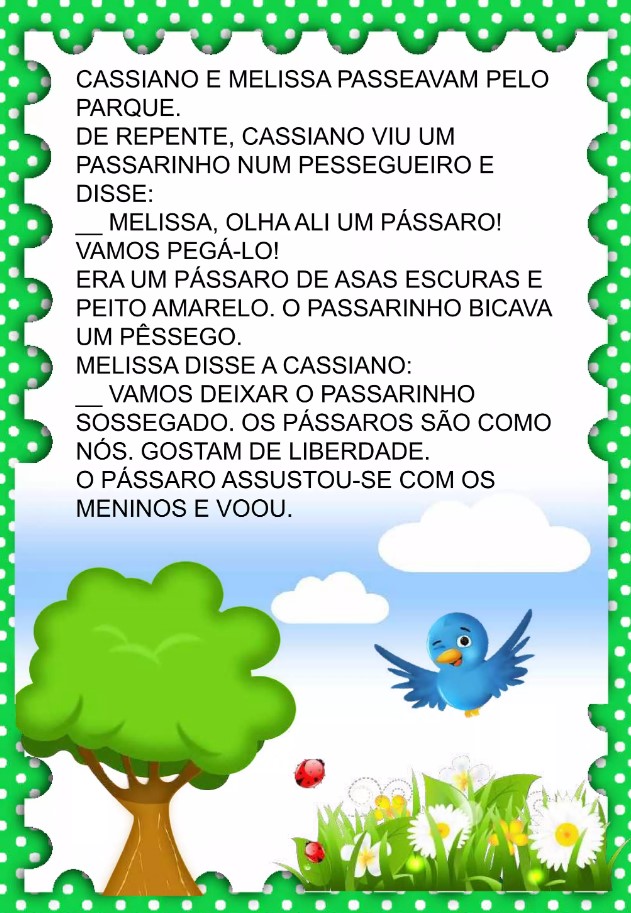 CASSIANO E MELISSA PASSEAVAM PELO
PARQUE.
DE REPENTE, CASSIANO VIU UM
PASSARINHO NUM PESSEGUEIRO E
DISSE:
__ MELISSA, OLHA ALI UM PÁSSARO!
VAMOS PEGÁ-LO!
ERA UM PÁSSARO DE ASAS ESCURAS E
PEITO AMARELO. O PASSARINHO BICAVA
UM PÊSSEGO.
MELISSA DISSE A CASSIANO:
__ VAMOS DEIXAR O PASSARINHO
SOSSEGADO. OS PÁSSAROS SÃO COMO
NÓS. GOSTAM DE LIBERDADE.
O PÁSSARO ASSUSTOU-SE COM OS
MENINOS E VOOU.